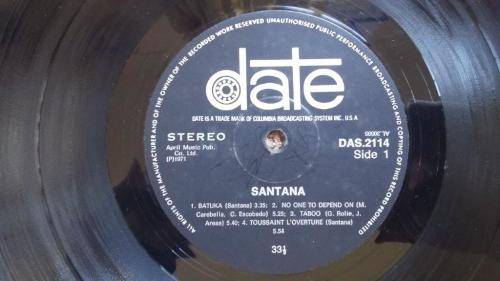 ALL RIGHTS OF THE MANUFACTURER AND OF THE OWNER OF THE RECORDED WORK RESERVED UNAUTHORISED PUBLIC PERFORMANCE BROADCASTING AND COPYING OF THIS RECORD PROHIBITED
date
DATE IS A TRADE MARK OF COLUMBIA BROADCASTING SYSTEM INC. U.S.A
STEREO
April Music Pub.
Co. Ltd.
(P)1971
DAS.2114
Side 1
SANTANA
1. BATUKA (Santana) 3.35; 2. NO ONE TO DEPEND ON (M.
Carabella, C. Escobado) 5.25; 3. TABOO (G. Rolie, J.
Areas) 5.40; 4. TOUSSAINT L'OVERTURE (Santana)
5.54
33⅓